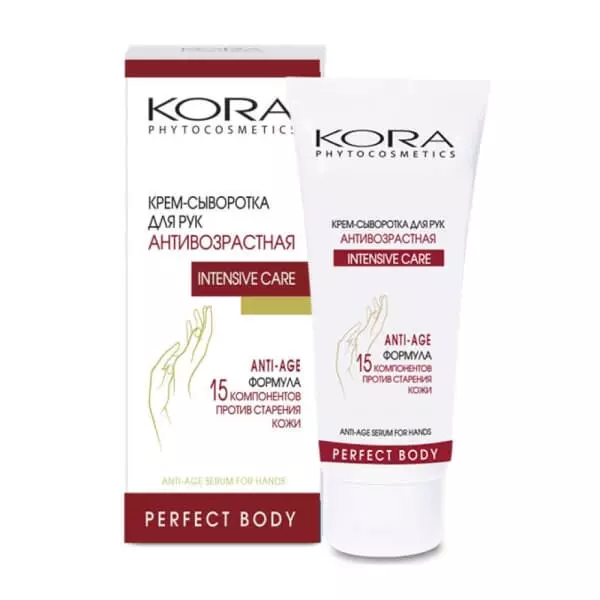 KORA
PHYTOCOSMETICS
КРЕМ-СЫВОРОТКА
ДЛЯ РУК
АНТИВОЗРАСТНАЯ
INTENSIVE CARE
ANTI-AGE
ФОРМУЛА
15 КОМПОНЕНТОВ
ПРОТИВ СТАРЕНИЯ
КОЖИ
ANTI-AGE SERUM FOR HANDS
PERFECT BODY
KORA
PHYTOCOSMETICS
КРЕМ-СЫВОРОТКА ДЛЯ РУК
АНТИВОЗРАСТНАЯ
INTENSIVE CARE
ANTI-AGE
ФОРМУЛА
15 КОМПОНЕНТОВ
ПРОТИВ СТАРЕНИЯ
КОЖИ
ANTI-AGE SERUM FOR HANDS
PERFECT BODY